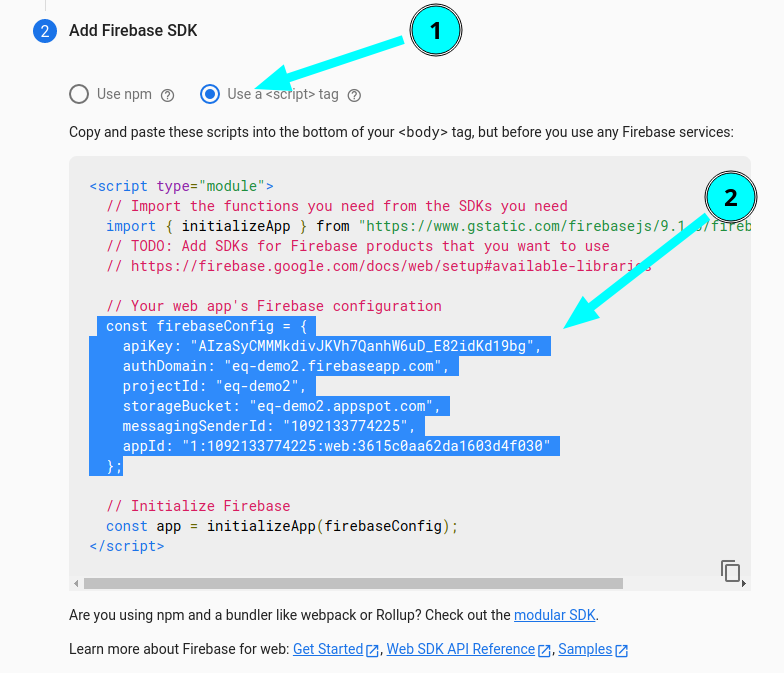 2 Add Firebase SDK
1
Use npm ? Use a <script> tag ?
Copy and paste these scripts into the bottom of your <body> tag, but before you use any Firebase services:
<script type="module">
// Import the functions you need from the SDKs you need
2
import { initializeApp } from "https://www.gstatic.com/firebasejs/9.1
// TODO: Add SDKs for Firebase products that you want to use
// https://firebase.google.com/docs/web/setup#available-libraries
// Your web app's Firebase configuration
const firebaseConfig = {
apiKey: "AIzaSyCMMMkdivJKVh7QanhW6uD_E82idKd19bg",
authDomain: "eq-demo2.firebaseapp.com",
projectId: "eq-demo2",
storageBucket: "eq-demo2.appspot.com",
messagingSenderId: "1092133774225",
appId: "1:1092133774225:web:3615c0aa62da1603d4f030"
};
// Initialize Firebase
const app = initializeApp(firebaseConfig);
</script>
Are you using npm and a bundler like webpack or Rollup? Check out the modular SDK.
Learn more about Firebase for web: Get Started, Web SDK API Reference, Samples